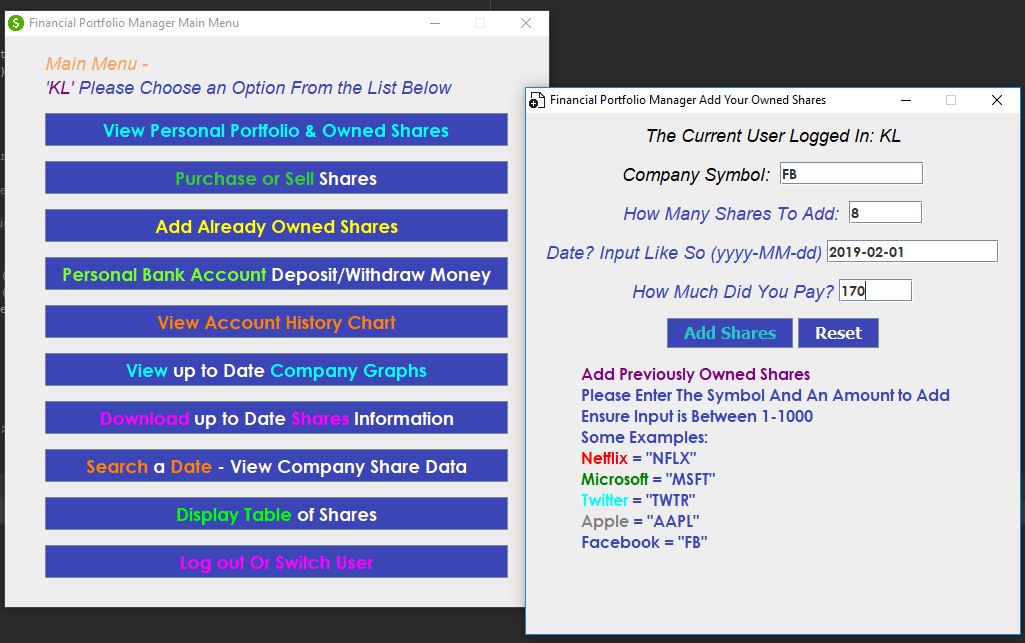 Financial Portfolio Manager Main Menu
Main Menu -
'KL' Please Choose an Option From the List Below
View Personal Portfolio & Owned Shares
Purchase or Sell Shares
Add Already Owned Shares
Personal Bank Account Deposit/Withdraw Money
View Account History Chart
View up to Date Company Graphs
Download up to Date Shares Information
Search a Date - View Company Share Data
Display Table of Shares
Log out Or Switch User
Financial Portfolio Manager Add Your Owned Shares
The Current User Logged In: KL
Company Symbol: FB
How Many Shares To Add: 8
Date? Input Like So (yyyy-MM-dd) 2019-02-01
How Much Did You Pay? 170
Add Shares Reset
Add Previously Owned Shares
Please Enter The Symbol And An Amount to Add
Ensure Input is Between 1-1000
Some Examples:
Netflix = "NFLX"
Microsoft = "MSFT"
Twitter = "TWTR"
Apple = "AAPL"
Facebook = "FB"